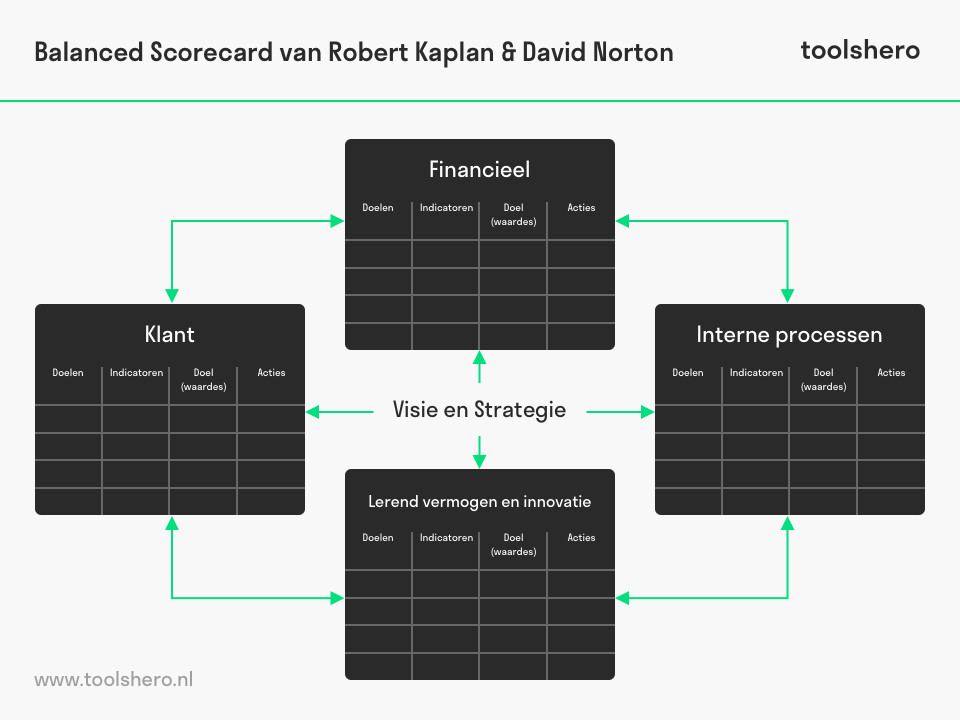 Balanced Scorecard van Robert Kaplan & David Norton
toolshero
Financieel
Doelen Indicatoren Doel Acties
(waardes)
Klant
Doelen Indicatoren Doel Acties
(waardes)
Interne processen
Doelen Indicatoren Doel Acties
(waardes)
Visie en Strategie
Lerend vermogen en innovatie
Doelen Indicatoren Doel Acties
(waardes)
www.toolshero.nl